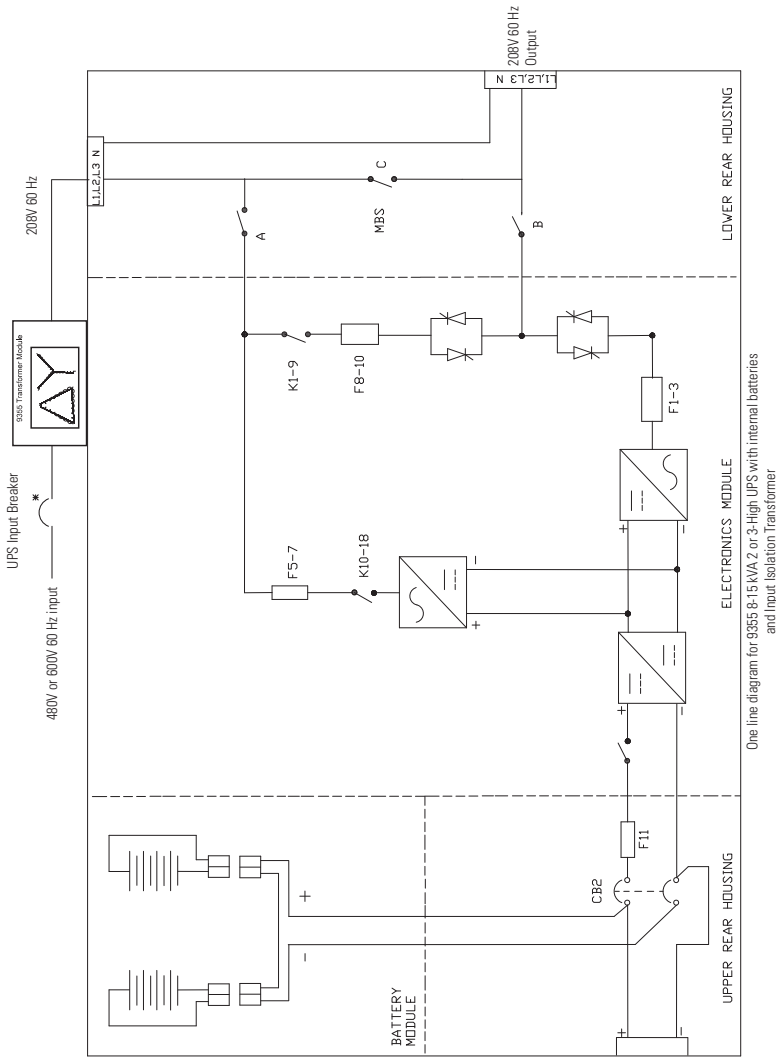 480V or 600V 60 Hz input
UPS Input Breaker
*
9355 Transformer Module
208V 60 Hz
208V 60 Hz
Output
L1,L2,L3 N
L1,L2,L3 N
A
MBS
C
B
LOWER REAR HOUSING
K1-9
F8-10
F5-7
K10-18
F1-3
+
-
+
-
+
-
ELECTRONICS MODULE
+
-
BATTERY
MODULE
CB2
F11
+
-
UPPER REAR HOUSING
One line diagram for 9355 8-15 kVA 2 or 3-High UPS with internal batteries
and Input Isolation Transformer